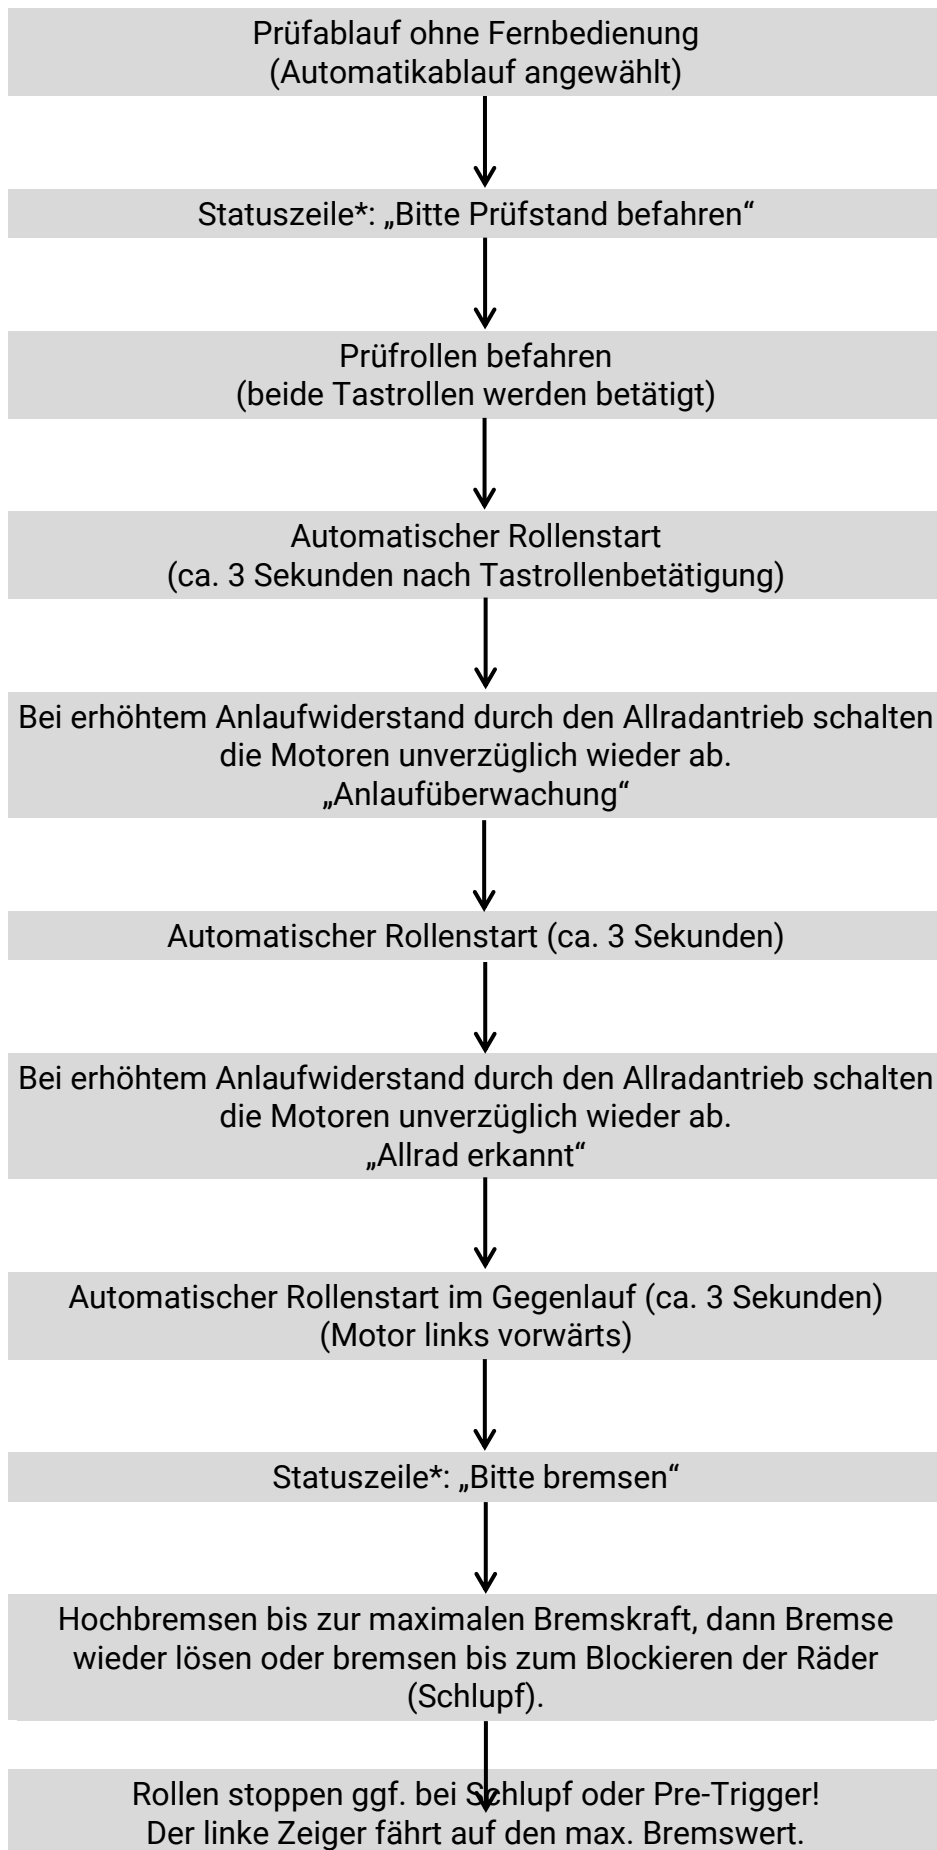 Prüfablauf ohne Fernbedienung
(Automatikablauf angewählt)
Statuszeile*: „Bitte Prüfstand befahren“
Prüfrollen befahren
(beide Tastrollen werden betätigt)
Automatischer Rollenstart
(ca. 3 Sekunden nach Tastrollenbetätigung)
Bei erhöhtem Anlaufwiderstand durch den Allradantrieb schalten
die Motoren unverzüglich wieder ab.
„Anlaufüberwachung“
Automatischer Rollenstart (ca. 3 Sekunden)
Bei erhöhtem Anlaufwiderstand durch den Allradantrieb schalten
die Motoren unverzüglich wieder ab.
„Allrad erkannt“
Automatischer Rollenstart im Gegenlauf (ca. 3 Sekunden)
(Motor links vorwärts)
Statuszeile*: „Bitte bremsen“
Hochbremsen bis zur maximalen Bremskraft, dann Bremse
wieder lösen oder bremsen bis zum Blockieren der Räder
(Schlupf).
Rollen stoppen ggf. bei Schlupf oder Pre-Trigger!
Der linke Zeiger fährt auf den max. Bremswert.